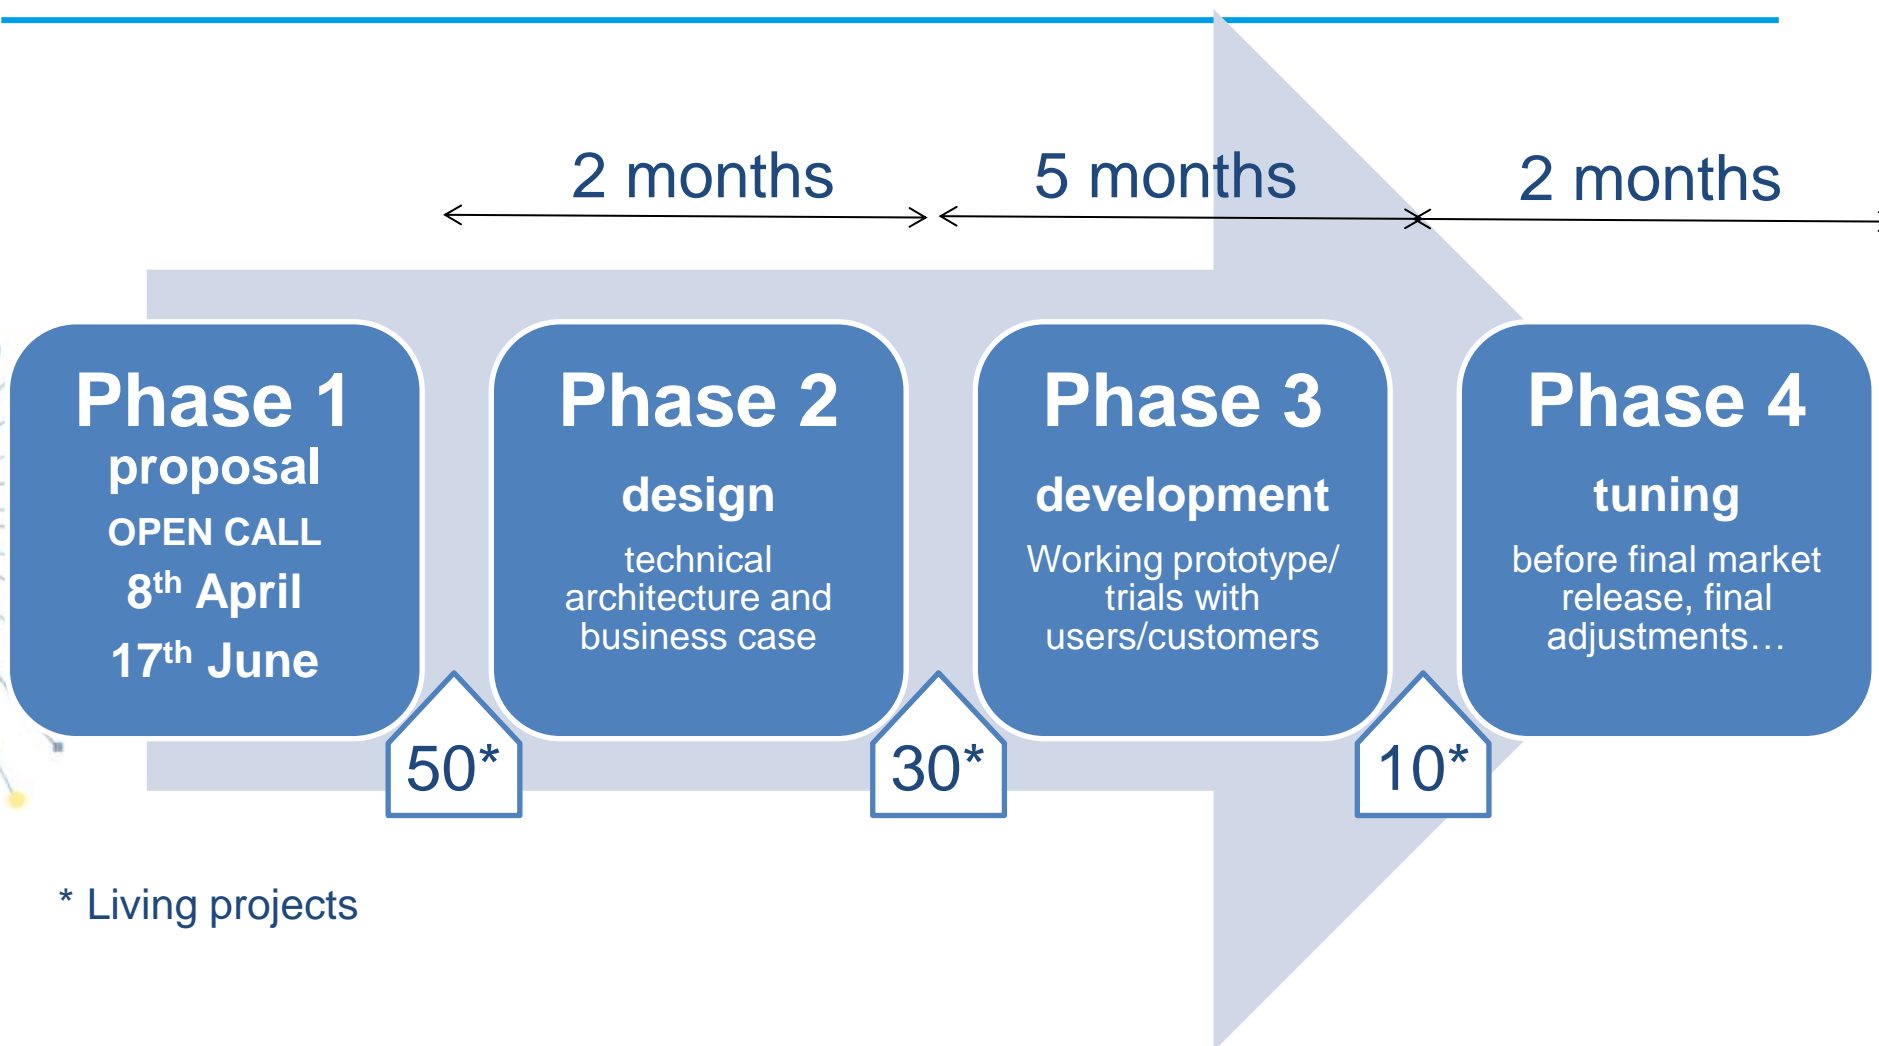 2 months
5 months
2 months
Phase 1
proposal
OPEN CALL
8th April
17th June
Phase 2
design
technical
architecture and
business case
Phase 3
development
Working prototype/
trials with
users/customers
Phase 4
tuning
before final market
release, final
adjustments…
50*
30*
10*
* Living projects